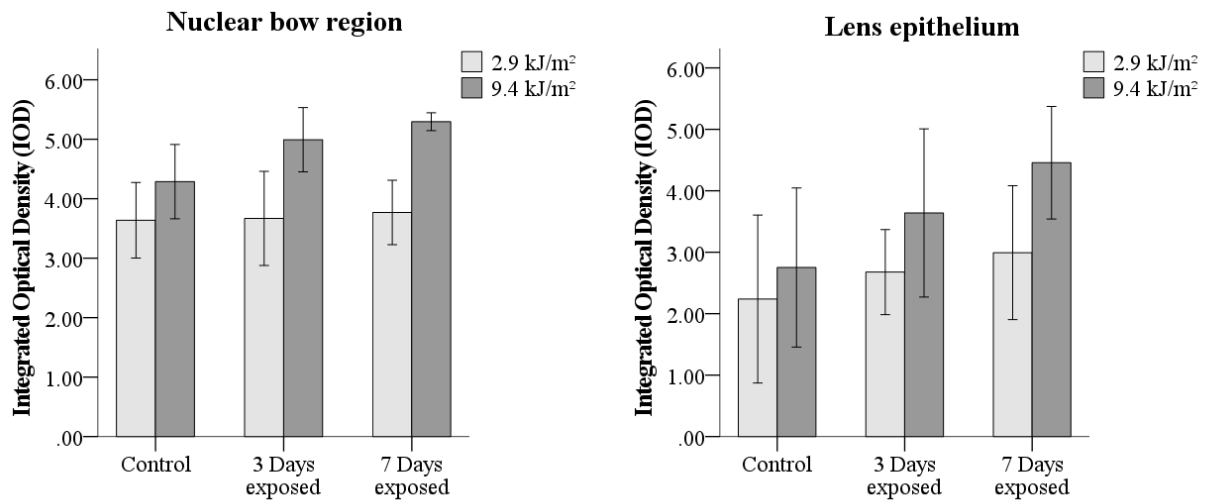 Nuclear bow region
2.9 kJ/m²
9.4 kJ/m²
Integrated Optical Density (IOD)
6.00
5.00
4.00
3.00
2.00
1.00
.00
Control
3 Days
exposed
7 Days
exposed
Lens epithelium
2.9 kJ/m²
9.4 kJ/m²
Integrated Optical Density (IOD)
6.00
5.00
4.00
3.00
2.00
1.00
.00
Control
3 Days
exposed
7 Days
exposed